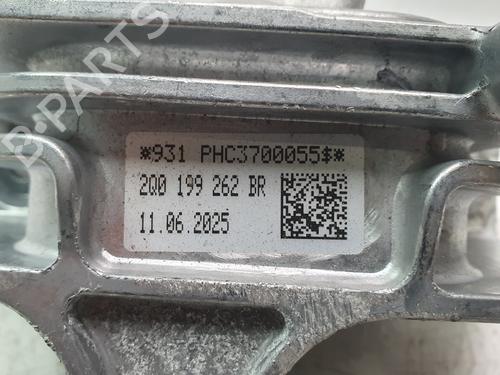 *931 PHC3700055$*
2Q0 199 262 BR
11.06.2025
B-PARTS